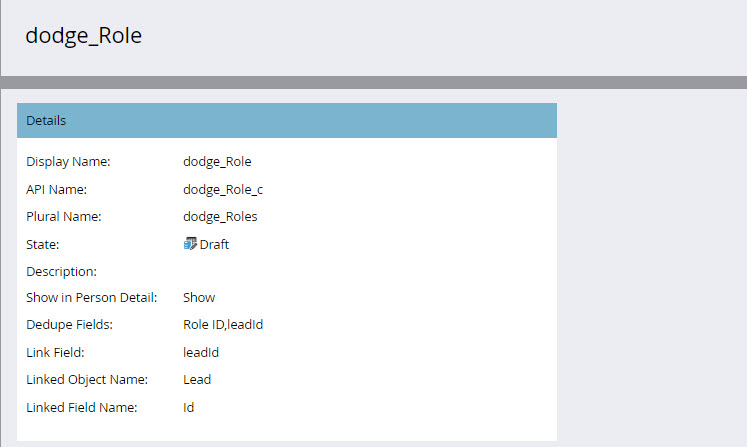 dodge_Role
Details
Display Name: dodge_Role
API Name: dodge_Role_c
Plural Name: dodge_Roles
State: Draft
Description:
Show in Person Detail: Show
Dedupe Fields: Role ID,leadId
Link Field: leadId
Linked Object Name: Lead
Linked Field Name: Id